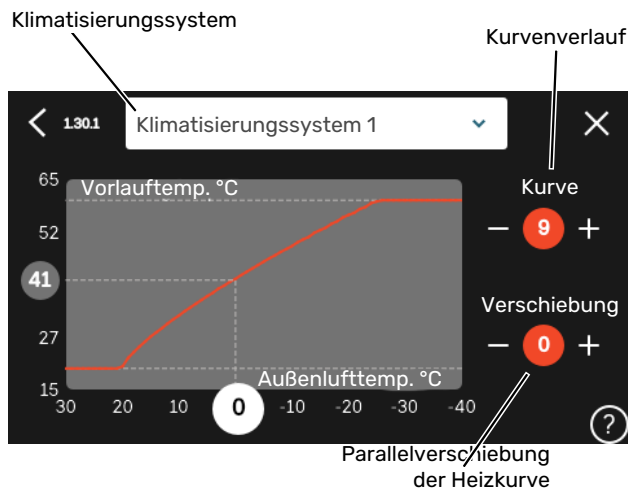 Klimatisierungssystem
Kurvenverlauf
1.30.1
Klimatisierungssystem 1
65
Vorlauftemp. °C
Kurve
52
9
41
Verschiebung
27
0
Außenlufttemp. °C
15
30 20 10 0 -10 -20 -30 -40
?
Parallelverschiebung
der Heizkurve